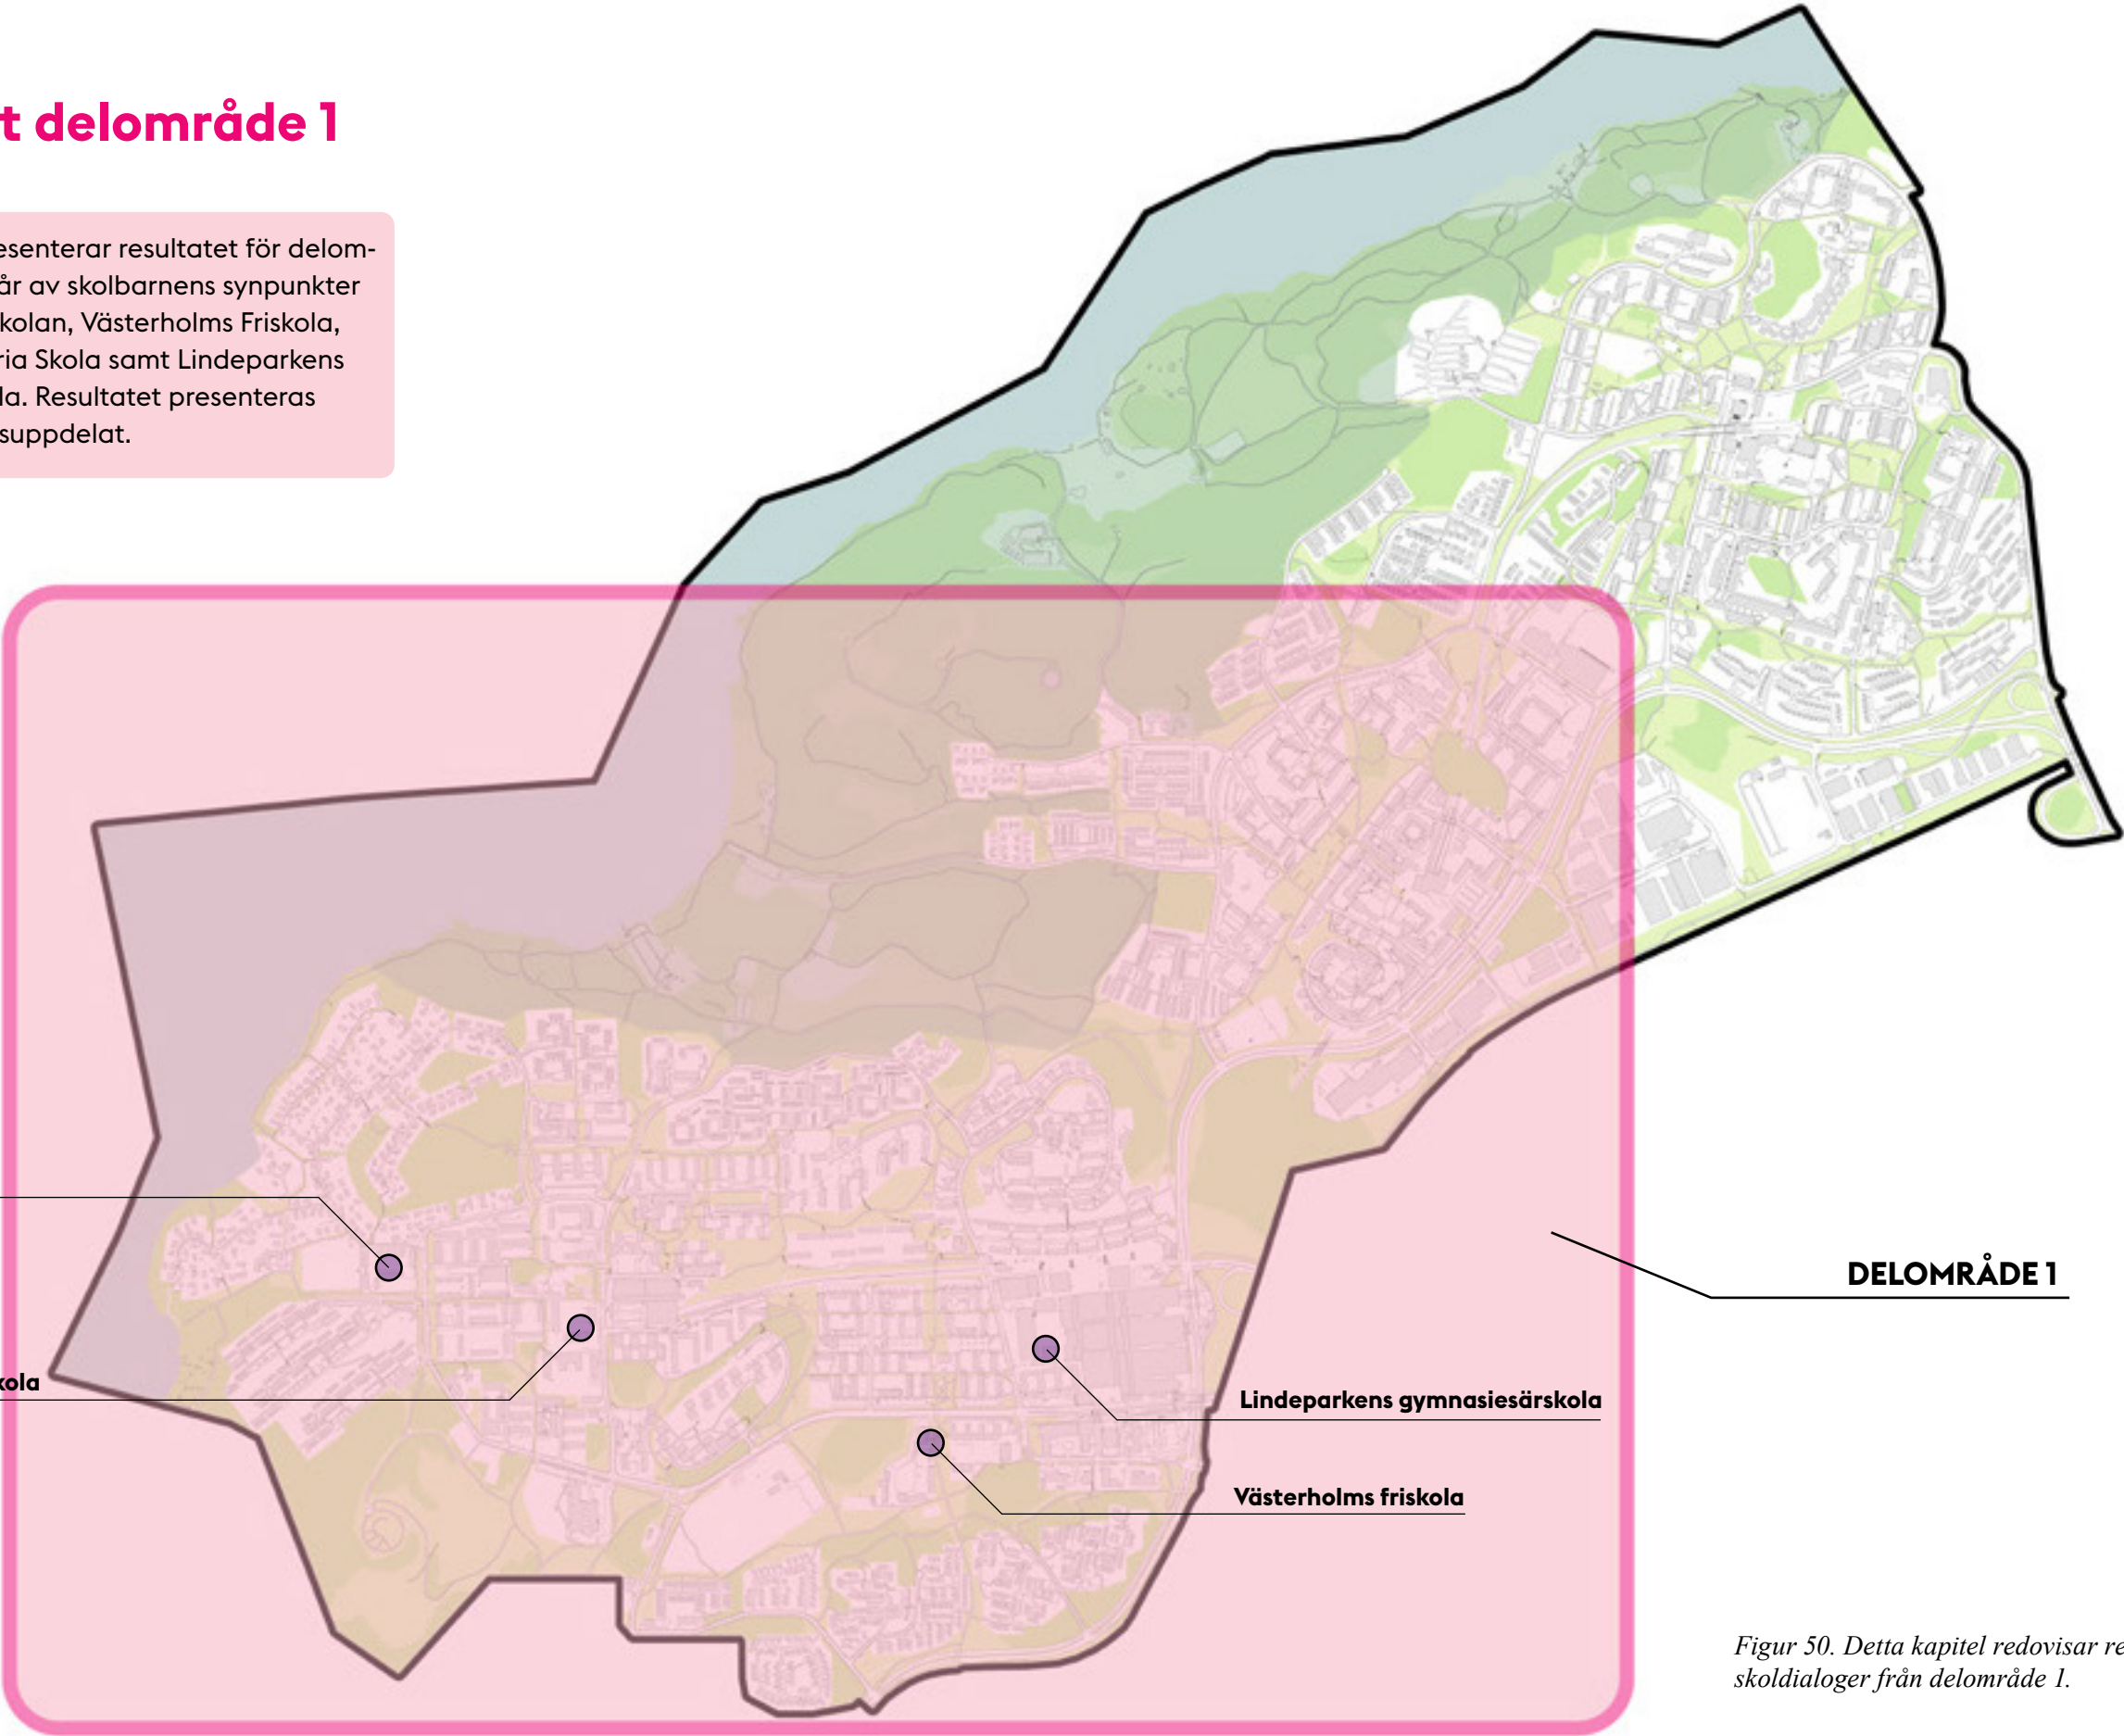 t delområde 1
esenterar resultatet för delom-
år av skolbarnens synpunkter
kolan, Västerholms Friskola,
ria Skola samt Lindeparkens
la. Resultatet presenteras
suppdelat.
DELOMRÅDE 1
kola
Lindeparkens gymnasiesärskola
Västerholms friskola
Figur 50. Detta kapitel redovisar re
skoldialoger från delområde 1.